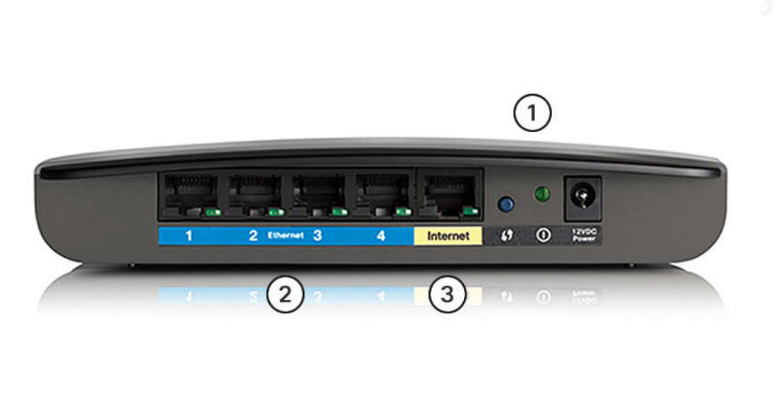 1
1 2 Ethernet 3 4 Internet 12VDC
Power
2 3